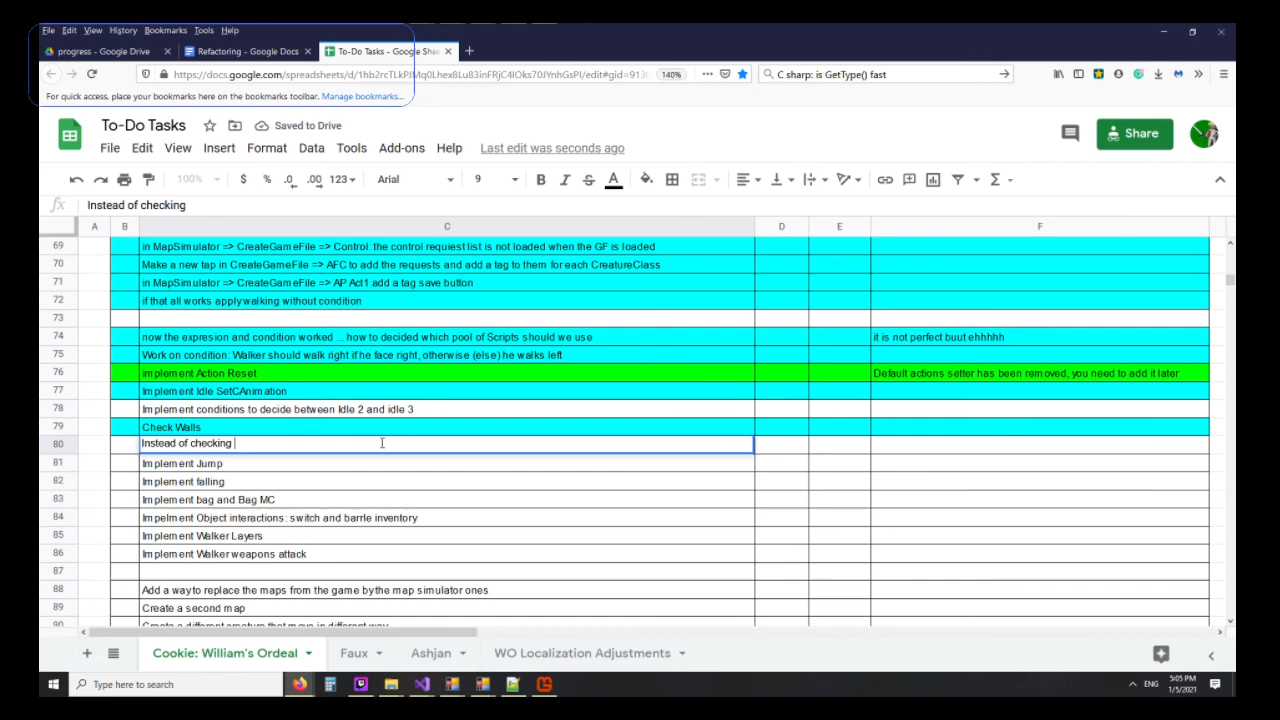 File Edit View History Bookmarks Tools Help
progress - Google Drive Refactoring - Google Docs To-Do Tasks - Google Shee
140% C sharp: is GetType() fast
For quick access, place your bookmarks here on the bookmarks toolbar. Manage bookmarks...
To-Do Tasks Saved to Drive
Share
File Edit View Insert Format Data Tools Add-ons Help Last edit was seconds ago
100% $ % .0 .00 123 Arial 9 B I S A
fx Instead of checking
A B C D E F
69 in MapSimulator => CreateGameFile => Control: the control requiest list is not loaded when the GF is loaded
70 Make a new tap in CreateGameFile => AFC to add the requests and add a tag to them for each CreatureClass
71 in MapSimulator => CreateGameFile => AP Act1 add a tag save button
72 if that all works apply walking without condition
73
74 now the expresion and condition worked ... how to decided which pool of Scripts should we use it is not perfect buut ehhhhh
75 Work on condition: Walker should walk right if he face right, otherwise (else) he walks left
76 implement Action Reset Default actions setter has been removed, you need to add it later
77 Implement Idle SetCAnimation
78 Implement conditions to decide between Idle 2 and idle 3
79 Check Walls
80 Instead of checking
81 Implement Jump
82 Implement falling
83 Implement bag and Bag MC
84 Impelment Object interactions: switch and barrle inventory
85 Implement Walker Layers
86 Implement Walker weapons attack
87
88 Add a way to replace the maps from the game by the map simulator ones
89 Create a second map
90 Create a different creature that move in different way
Cookie: William's Ordeal Faux Ashjan WO Localization Adjustments
Type here to search ENG 5:05 PM
1/5/2021